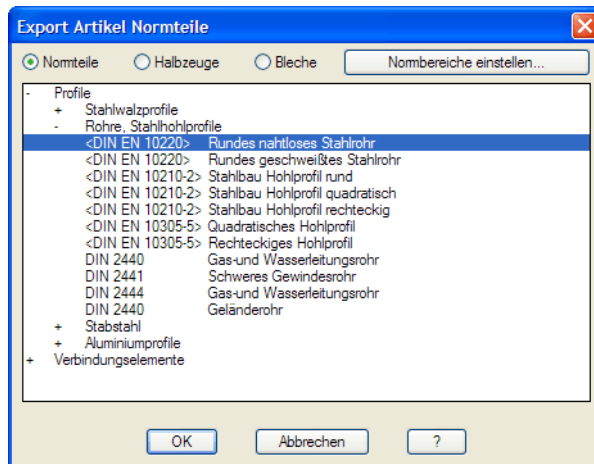 Export Artikel Normteile
Normteile Halbzeuge Bleche Normbereiche einstellen...
- Profile
+ Stahlwalzprofile
- Rohre, Stahlhohlprofile
<DIN EN 10220> Rundes nahtloses Stahlrohr
<DIN EN 10220> Rundes geschweißtes Stahlrohr
<DIN EN 10210-2> Stahlbau Hohlprofil rund
<DIN EN 10210-2> Stahlbau Hohlprofil quadratisch
<DIN EN 10210-2> Stahlbau Hohlprofil rechteckig
<DIN EN 10305-5> Quadratisches Hohlprofil
<DIN EN 10305-5> Rechteckiges Hohlprofil
DIN 2440 Gas-und Wasserleitungsrohr
DIN 2441 Schweres Gewindesrohr
DIN 2444 Gas-und Wasserleitungsrohr
DIN 2440 Geländerohr
+ Stabstahl
+ Aluminiumprofile
+ Verbindungselemente
OK Abbrechen ?